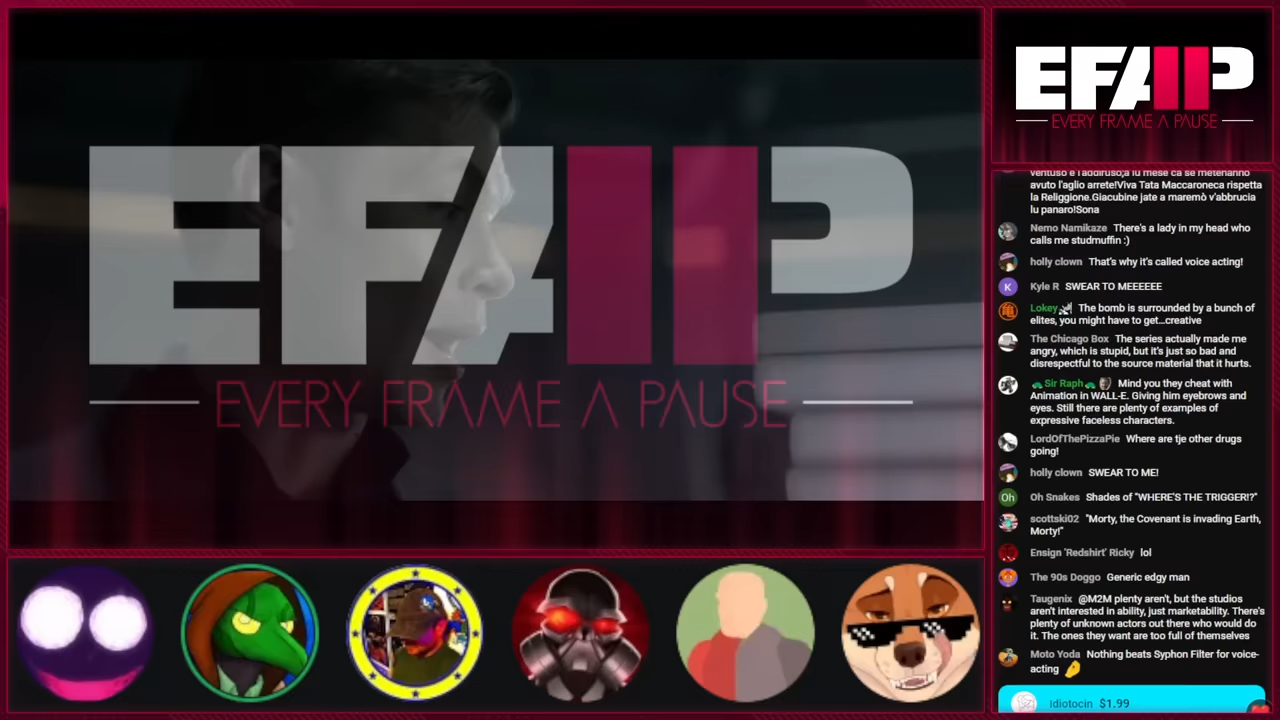 EFAP
EVERY FRAME A PAUSE
EFAP
EVERY FRAME A PAUSE
ventuso e l'addiruso,a lu mese ca se metenanno
avuto l'aglio arrete!Viva Tata Maccaroneca rispetta
la Religgione.Giacubine jate a maremò v'abbrucia
lu panaro!Sona
Nemo Namikaze There's a lady in my head who
calls me studmuffin :)
holly clown That's why it's called voice acting!
K Kyle R SWEAR TO MEEEEEE
Lokey The bomb is surrounded by a bunch of
elites, you might have to get...creative
The Chicago Box The series actually made me
angry, which is stupid, but it's just so bad and
disrespectful to the source material that it hurts.
Sir Raph Mind you they cheat with
Animation in WALL-E. Giving him eyebrows and
eyes. Still there are plenty of examples of
expressive faceless characters.
LordOfThePizzaPie Where are tje other drugs
going!
holly clown SWEAR TO ME!
Oh Oh Snakes Shades of "WHERE'S THE TRIGGER!?"
scottski02 "Morty, the Covenant is invading Earth,
Morty!"
Ensign 'Redshirt' Ricky lol
The 90s Doggo Generic edgy man
Taugenix @M2M plenty aren't, but the studios
aren't interested in ability, just marketability. There's
plenty of unknown actors out there who would do
it. The ones they want are too full of themselves
Moto Yoda Nothing beats Syphon Filter for voice-
acting
Idiotocin $1.99